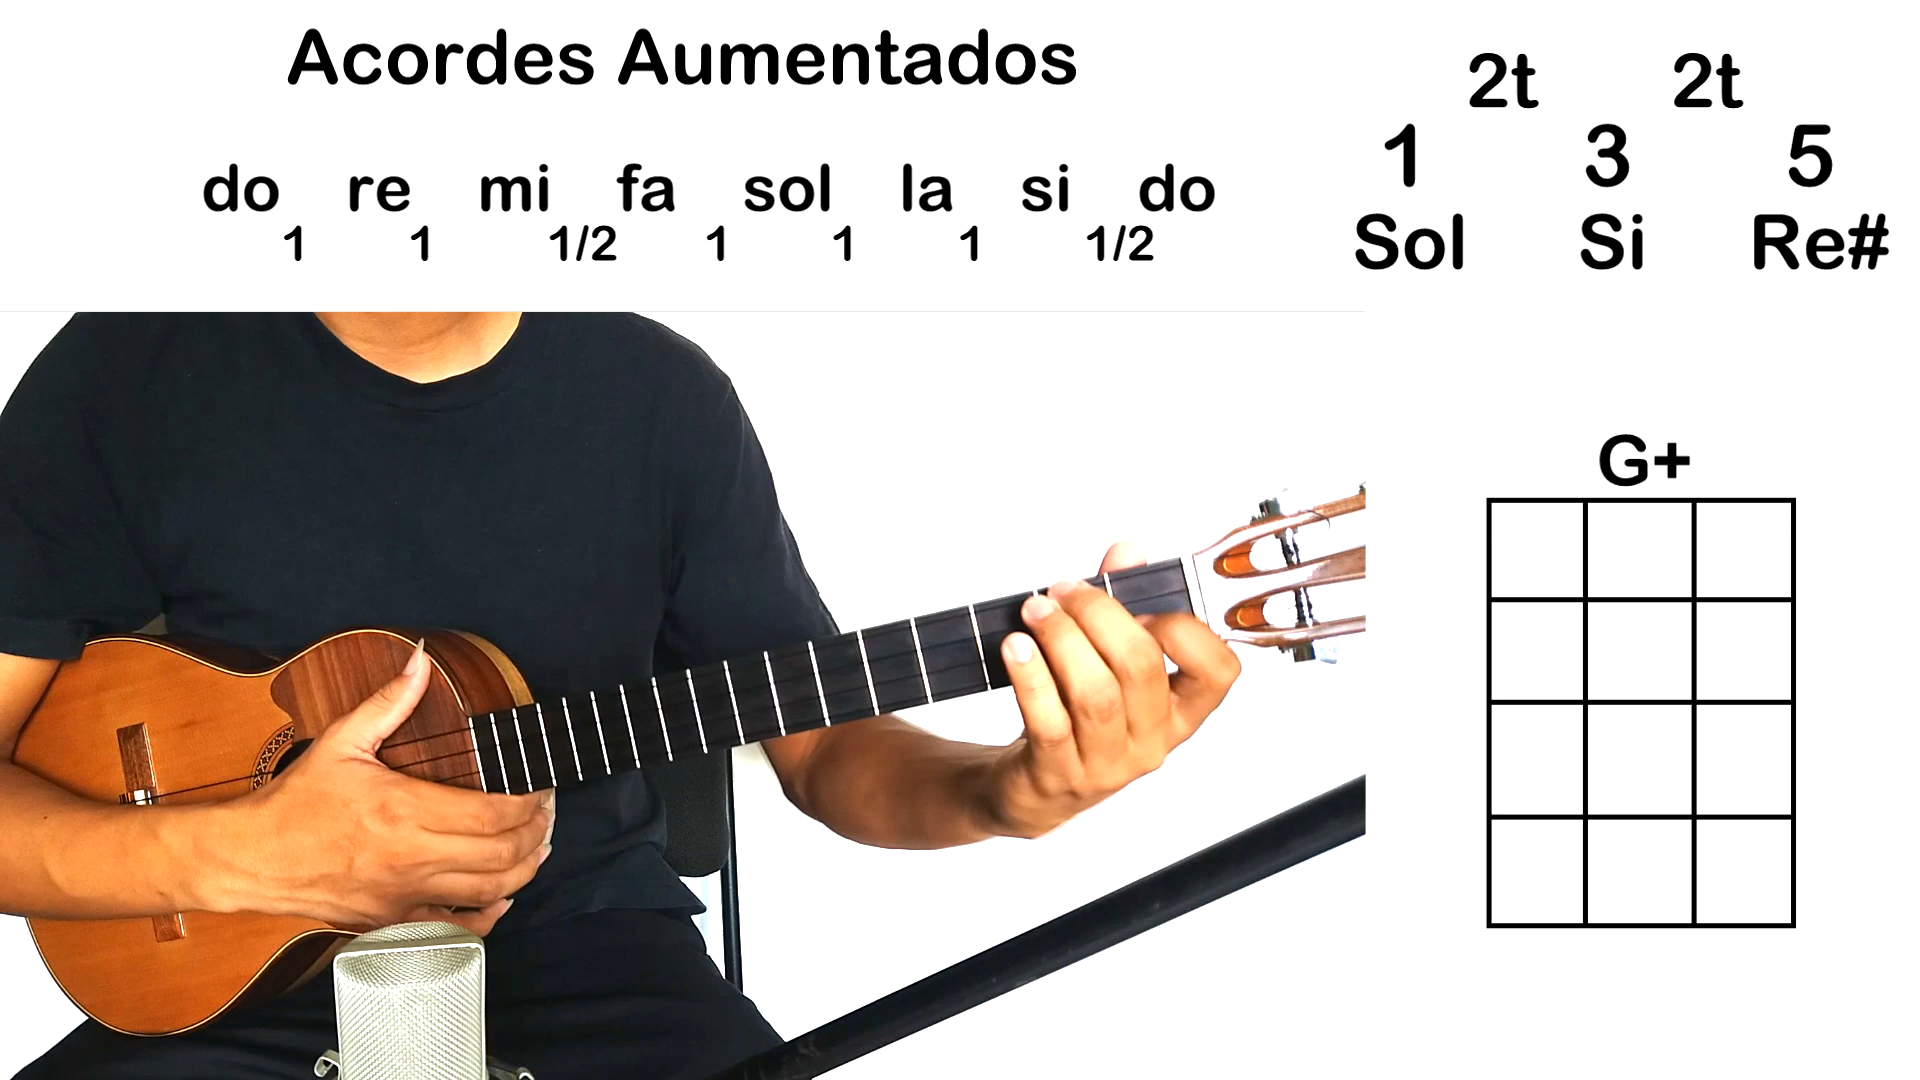 Acordes Aumentados
do re mi fa sol la si do
1 1 1/2 1 1 1 1/2
2t 2t
1 3 5
Sol Si Re#
G+